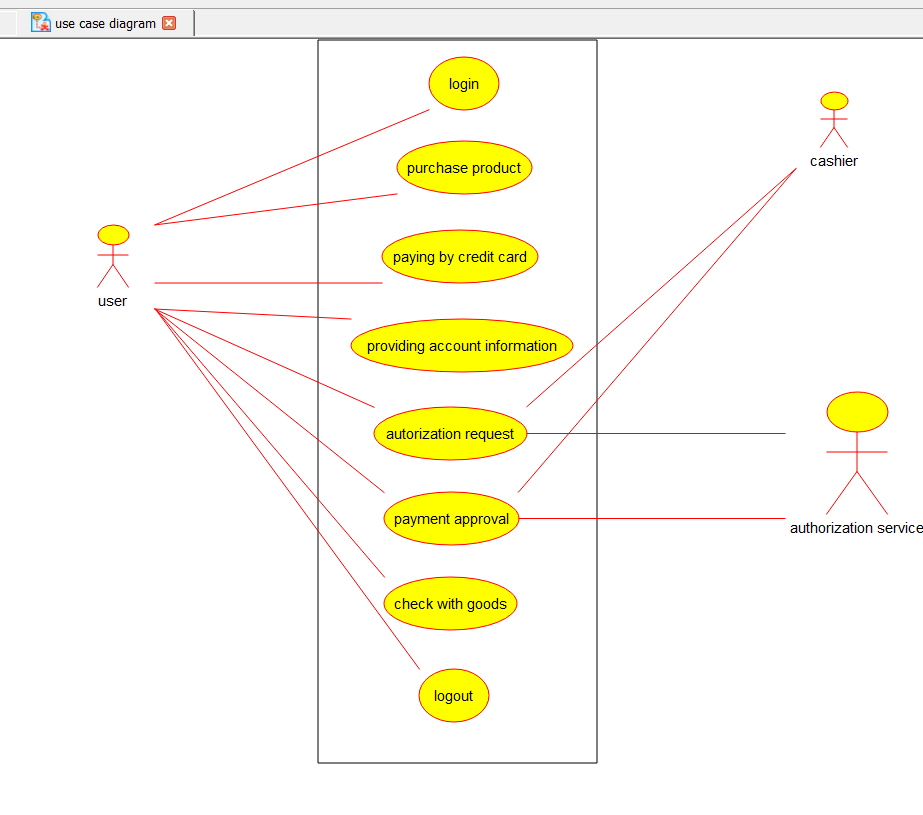 use case diagram
login
cashier
purchase product
paying by credit card
user
providing account information
autorization request
payment approval
authorization service
check with goods
logout